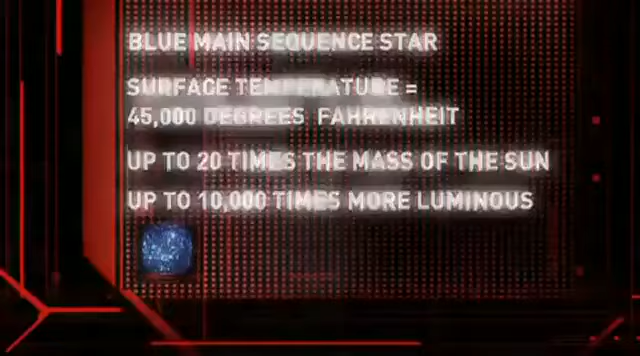 BLUE MAIN SEQUENCE STAR
SURFACE TEMPERATURE =
45,000 DEGREES FAHRENHEIT
UP TO 20 TIMES THE MASS OF THE SUN
UP TO 10,000 TIMES MORE LUMINOUS